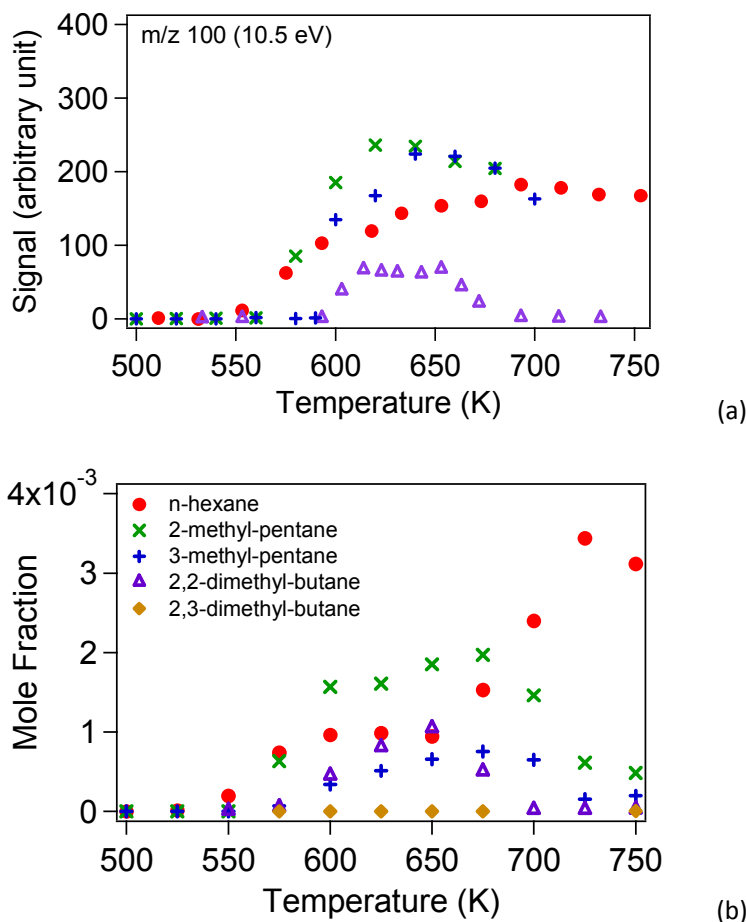 400
m/z 100 (10.5 eV)
300
200
100
0
Signal (arbitrary unit)
500 550 600 650 700 750
Temperature (K)
(a)
4x10-3
n-hexane
2-methyl-pentane
3-methyl-pentane
2,2-dimethyl-butane
2,3-dimethyl-butane
3
2
1
0
Mole Fraction
500 550 600 650 700 750
Temperature (K)
(b)